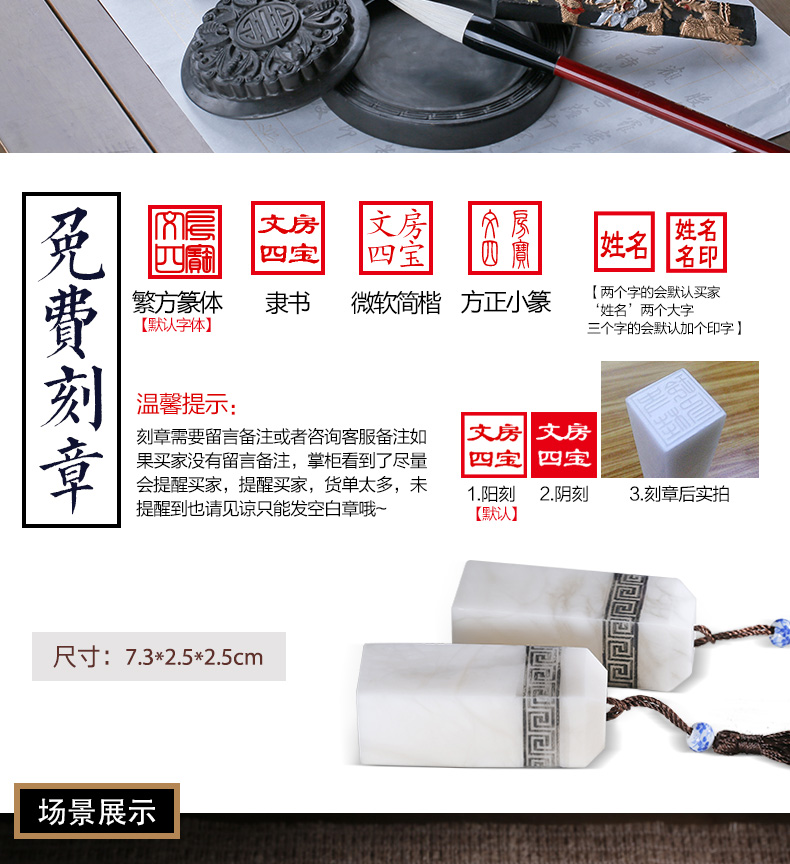 免費刻章
文房
四寳
文房
四宝
文房
四宝
文房
四寶
姓名
姓名
名印
繁方篆体
【默认字体】
隶书
微软简楷
方正小篆
【 两个字的会默认买家
‘姓名’两个大字
三个字的会默认加个印字 】
温馨提示：
刻章需要留言备注或者咨询客服备注如
果买家没有留言备注，掌柜看到了尽量
会提醒买家，提醒买家，货单太多，未
提醒到也请见谅只能发空白章哦~
文房
四宝
文房
四宝
1.阳刻
【默认】
2.阴刻
3.刻章后实拍
尺寸：7.3*2.5*2.5cm
场景展示